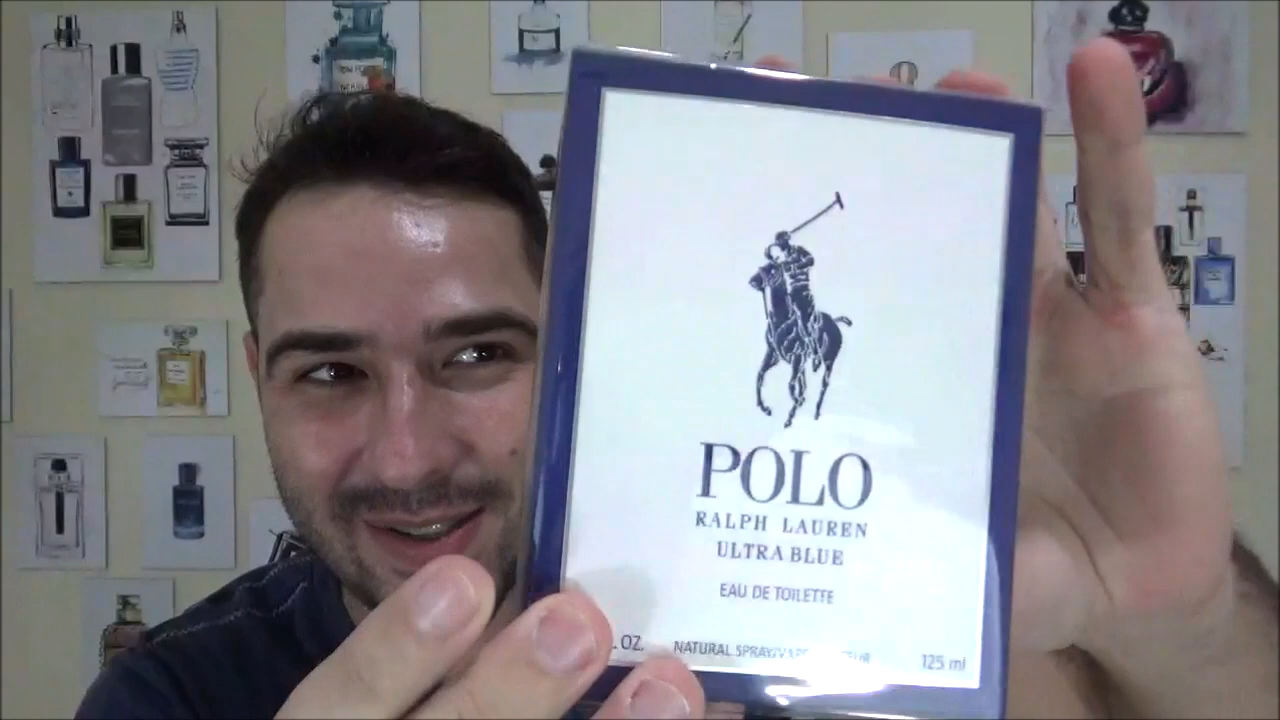 POLO
RALPH LAUREN
ULTRA BLUE
EAU DE TOILETTE
OZ. NATURAL SPRAY
125 ml